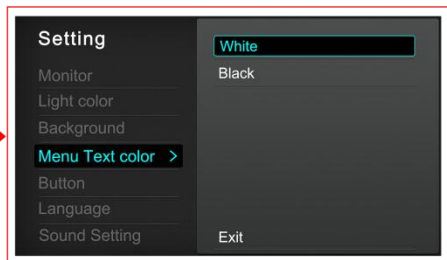 Setting
Monitor
Light color
Background
Menu Text color >
Button
Language
Sound Setting
White
Black
Exit